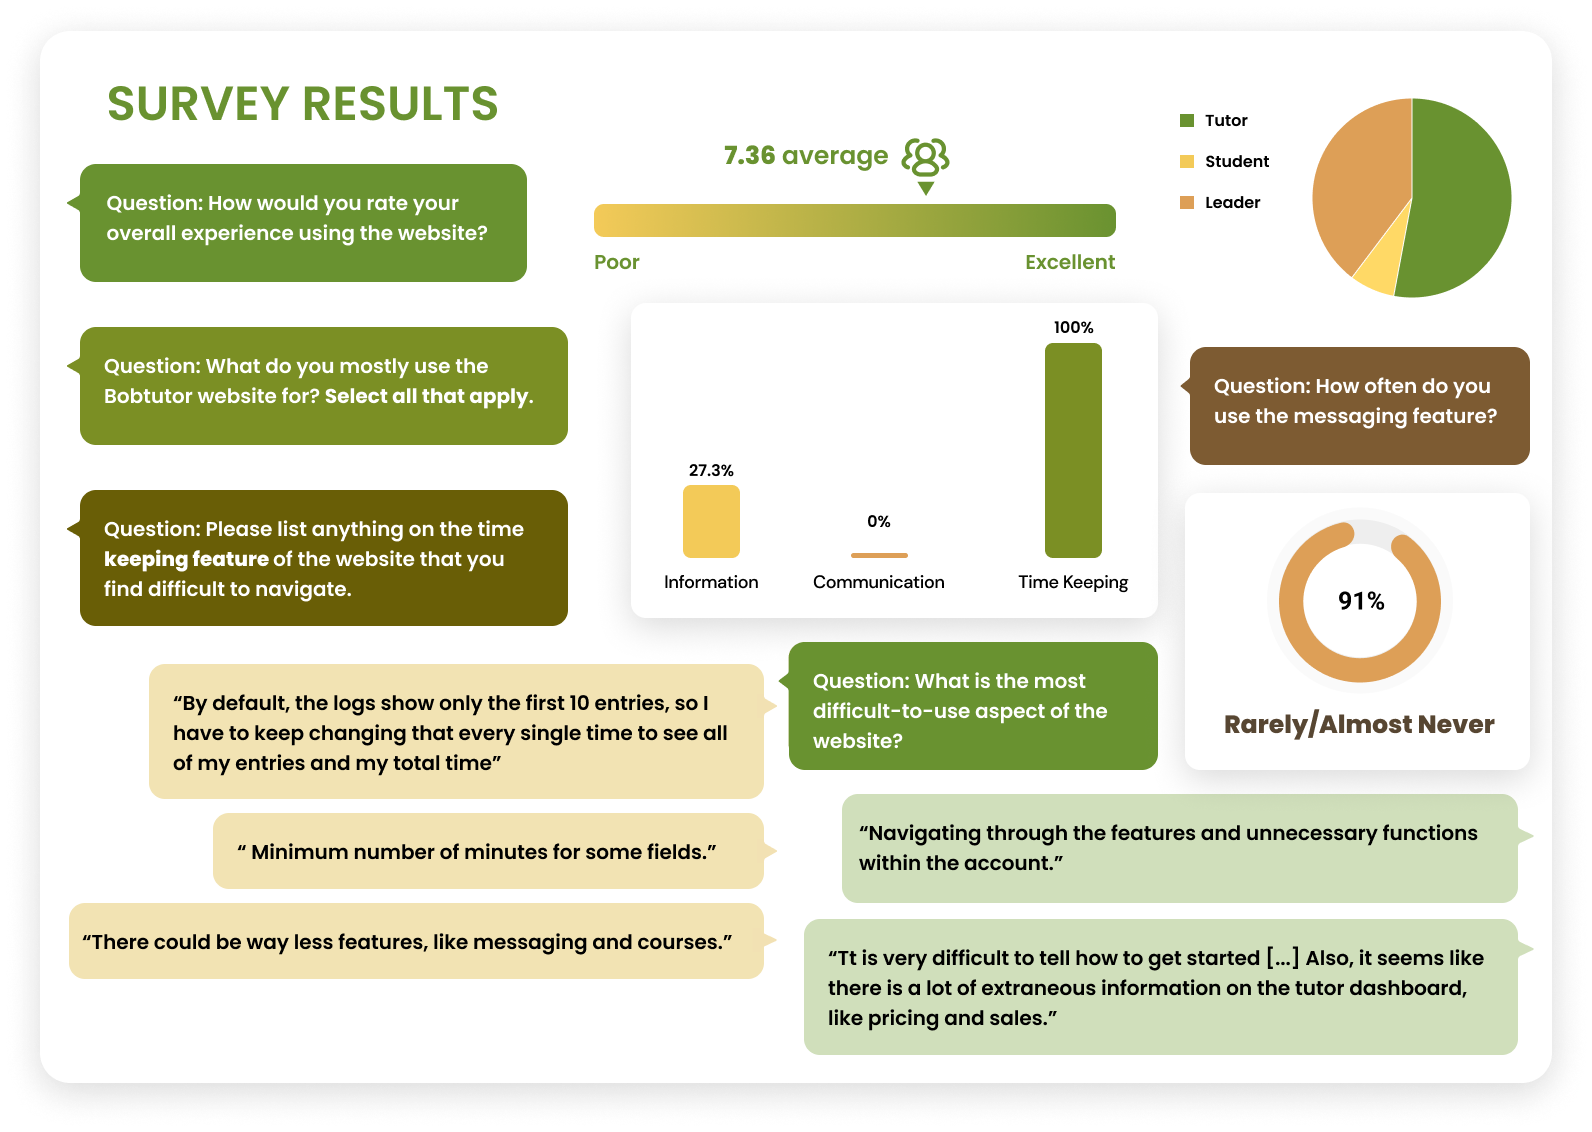 SURVEY RESULTS
Question: How would you rate your
overall experience using the website?
7.36 average
Poor
Excellent
Tutor
Student
Leader
Question: What do you mostly use the
Bobtutor website for? Select all that apply.
100%
27.3%
0%
Information
Communication
Time Keeping
Question: How often do you
use the messaging feature?
91%
Rarely/Almost Never
Question: Please list anything on the time
keeping feature of the website that you
find difficult to navigate.
“By default, the logs show only the first 10 entries, so I
have to keep changing that every single time to see all
of my entries and my total time”
“ Minimum number of minutes for some fields.”
“There could be way less features, like messaging and courses.”
Question: What is the most
difficult-to-use aspect of the
website?
“Navigating through the features and unnecessary functions
within the account.”
“Tt is very difficult to tell how to get started [...] Also, it seems like
there is a lot of extraneous information on the tutor dashboard,
like pricing and sales.”